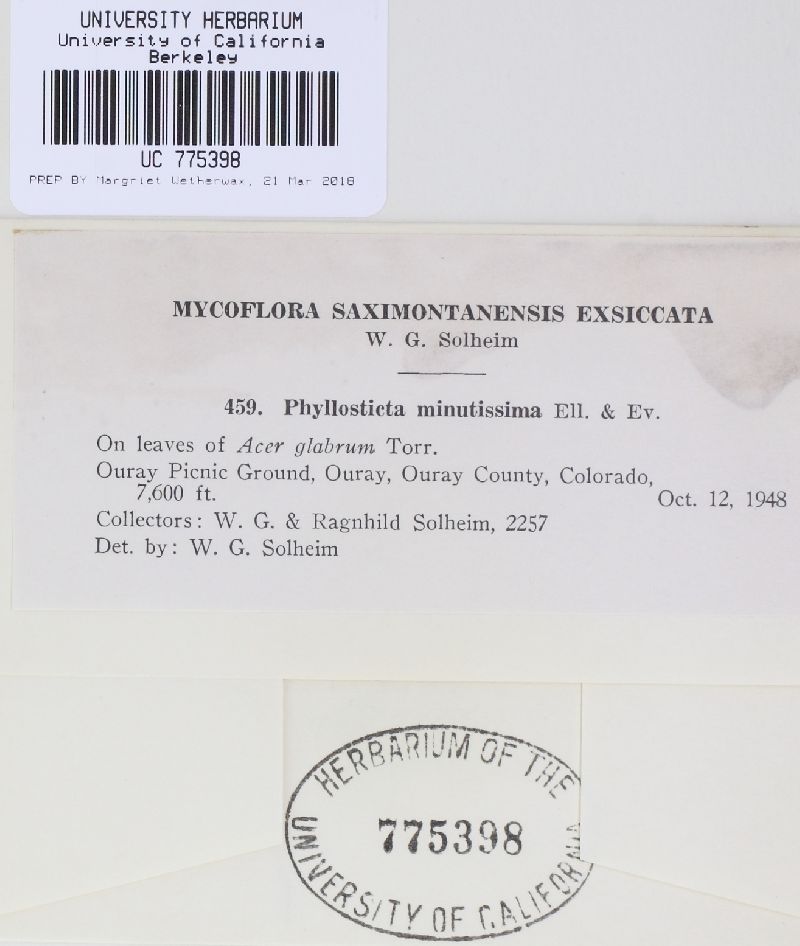 UNIVERSITY HERBARIUM
University of California
Berkeley
UC 775398
PREP BY Margriet Wetherwax, 21 Mar 2018
MYCOFLORA SAXIMONTANENSIS EXSICCATA
W. G. Solheim
459. Phyllosticta minutissima Ell. & Ev.
On leaves of Acer glabrum Torr.
Ouray Picnic Ground, Ouray, Ouray County, Colorado,
7,600 ft.
Oct. 12, 1948
Collectors: W. G. & Ragnhild Solheim, 2257
Det. by: W. G. Solheim
HERBARIUM OF THE
775398
UNIVERSITY OF CALIFORNIA